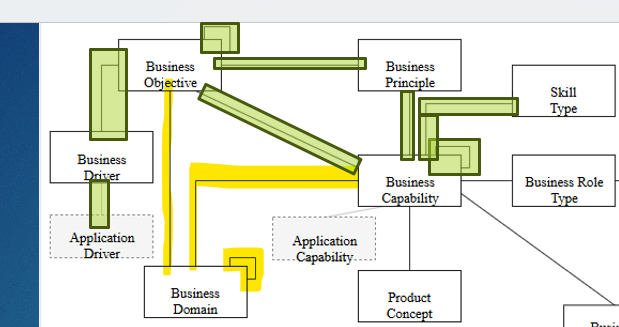 Business
Objective
Business
Principle
Skill
Type
Business
Driver
Business
Capability
Business Role
Type
Application
Driver
Application
Capability
Business
Domain
Product
Concept